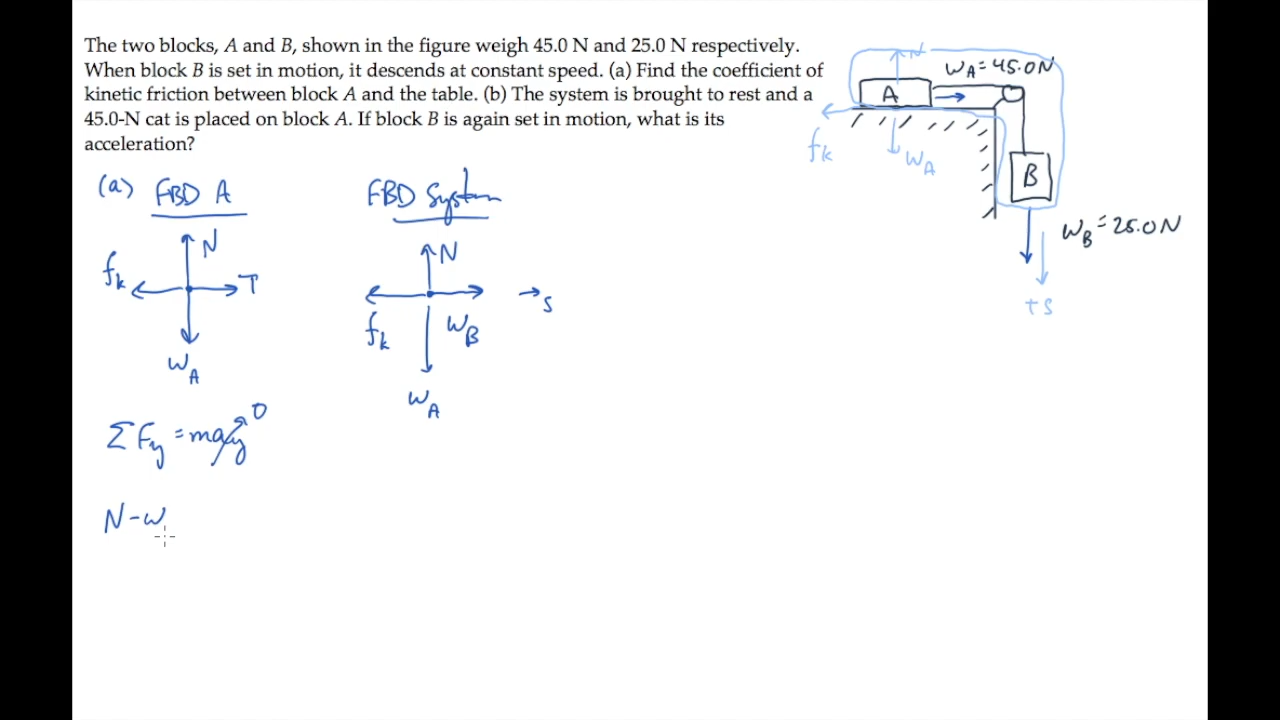 The two blocks, A and B, shown in the figure weigh 45.0 N and 25.0 N respectively.
When block B is set in motion, it descends at constant speed. (a) Find the coefficient of
kinetic friction between block A and the table. (b) The system is brought to rest and a
45.0-N cat is placed on block A. If block B is again set in motion, what is its
acceleration?
N
W_A = 45.0N
A
f_k
W_A
B
W_B = 25.0N
+S
(a) FBD A
FBD System
N
f_k
T
W_A
N
→ s
f_k
W_B
W_A
ΣF_y = ma_y 0
N - w